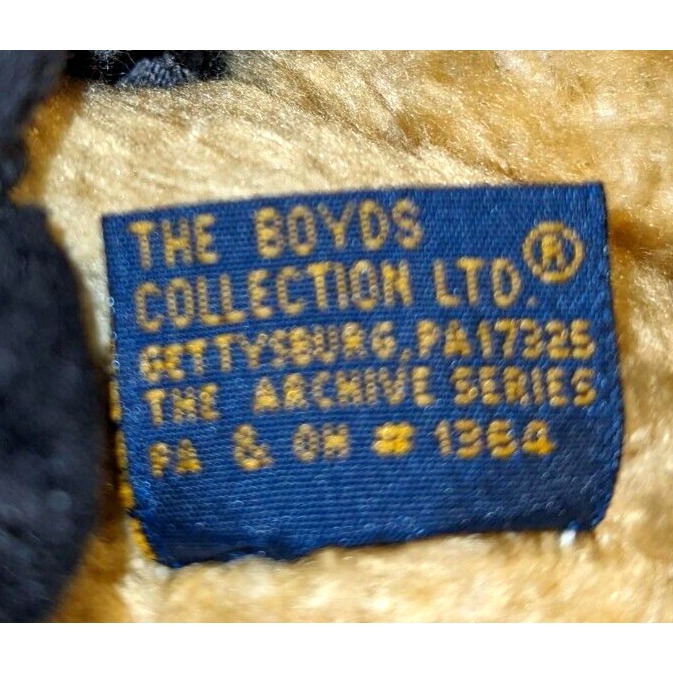 THE BOYDS
COLLECTION LTD.®
GETTYSBURG, PA 17325
THE ARCHIVE SERIES
PA & OH # 1364